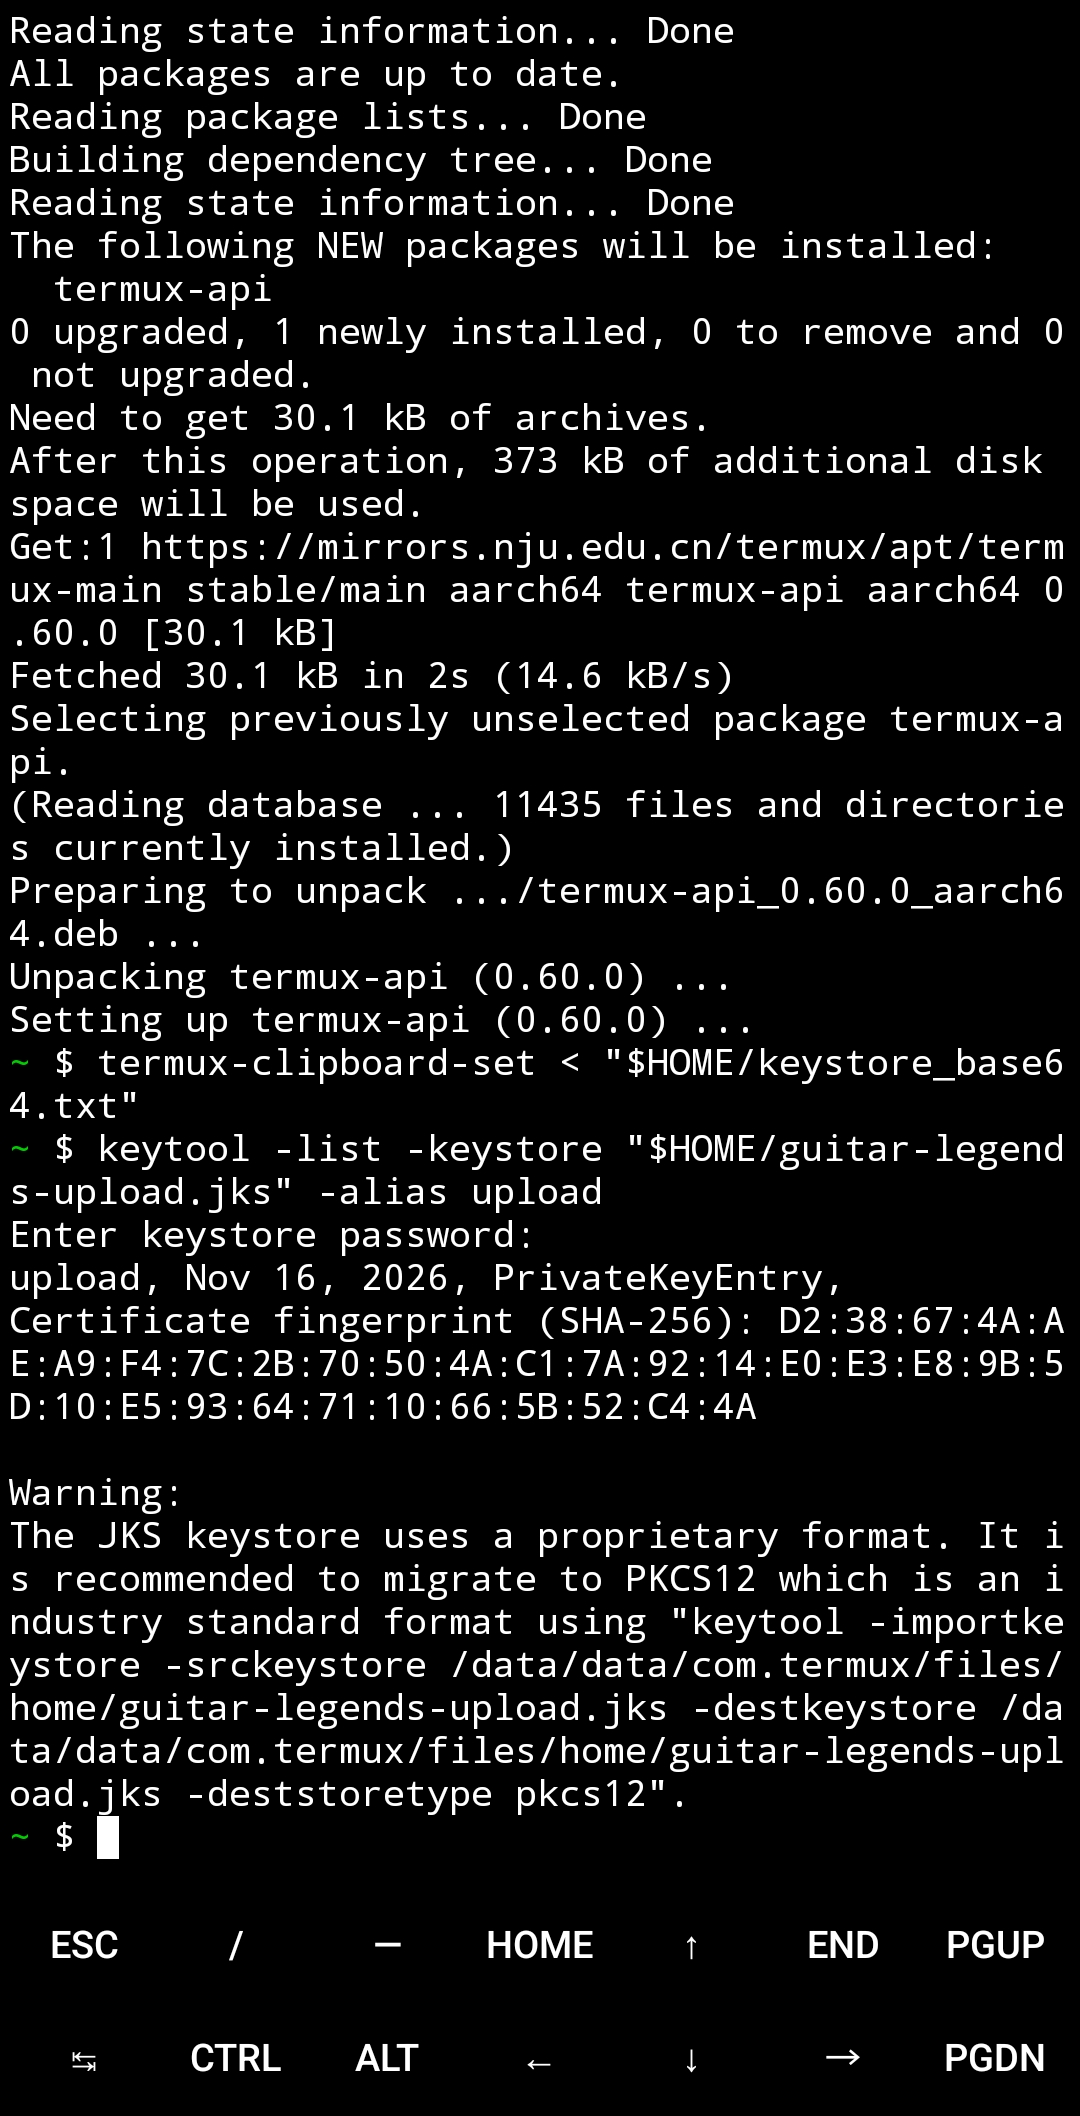 Reading state information... Done
All packages are up to date.
Reading package lists... Done
Building dependency tree... Done
Reading state information... Done
The following NEW packages will be installed:
  termux-api
0 upgraded, 1 newly installed, 0 to remove and 0
 not upgraded.
Need to get 30.1 kB of archives.
After this operation, 373 kB of additional disk
space will be used.
Get:1 https://mirrors.nju.edu.cn/termux/apt/term
ux-main stable/main aarch64 termux-api aarch64 0
.60.0 [30.1 kB]
Fetched 30.1 kB in 2s (14.6 kB/s)
Selecting previously unselected package termux-a
pi.
(Reading database ... 11435 files and directorie
s currently installed.)
Preparing to unpack .../termux-api_0.60.0_aarch6
4.deb ...
Unpacking termux-api (0.60.0) ...
Setting up termux-api (0.60.0) ...
~ $ termux-clipboard-set < "$HOME/keystore_base6
4.txt"
~ $ keytool -list -keystore "$HOME/guitar-legend
s-upload.jks" -alias upload
Enter keystore password:
upload, Nov 16, 2026, PrivateKeyEntry,
Certificate fingerprint (SHA-256): D2:38:67:4A:A
E:A9:F4:7C:2B:70:50:4A:C1:7A:92:14:E0:E3:E8:9B:5
D:10:E5:93:64:71:10:66:5B:52:C4:4A

Warning:
The JKS keystore uses a proprietary format. It i
s recommended to migrate to PKCS12 which is an i
ndustry standard format using "keytool -importke
ystore -srckeystore /data/data/com.termux/files/
home/guitar-legends-upload.jks -destkeystore /da
ta/data/com.termux/files/home/guitar-legends-upl
oad.jks -deststoretype pkcs12".
~ $
ESC / — HOME ↑ END PGUP
↹ CTRL ALT ← ↓ → PGDN